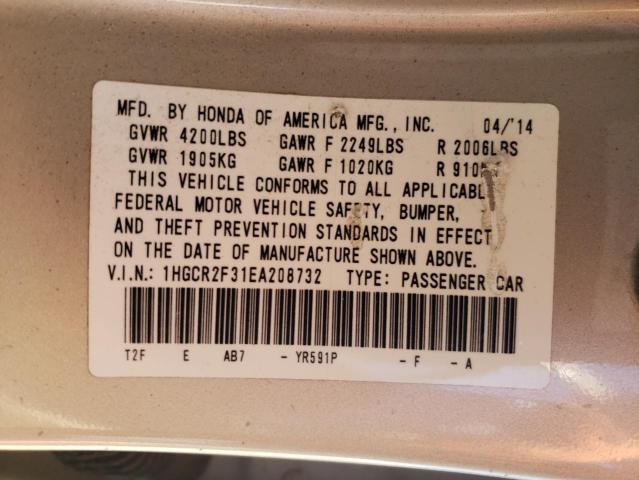 MFD. BY HONDA OF AMERICA MFG., INC. 04/'14
GVWR 4200LBS GAWR F 2249LBS R 2006LBS
GVWR 1905KG GAWR F 1020KG R
THIS VEHICLE CONFORMS TO ALL APPLICABLE
FEDERAL MOTOR VEHICLE SAFETY, BUMPER,
AND THEFT PREVENTION STANDARDS IN EFFECT
ON THE DATE OF MANUFACTURE SHOWN ABOVE.
V.I.N.: 1HGCR2F31EA208732 TYPE: PASSENGER CAR
T2F E AB7 - YR591P - F - A